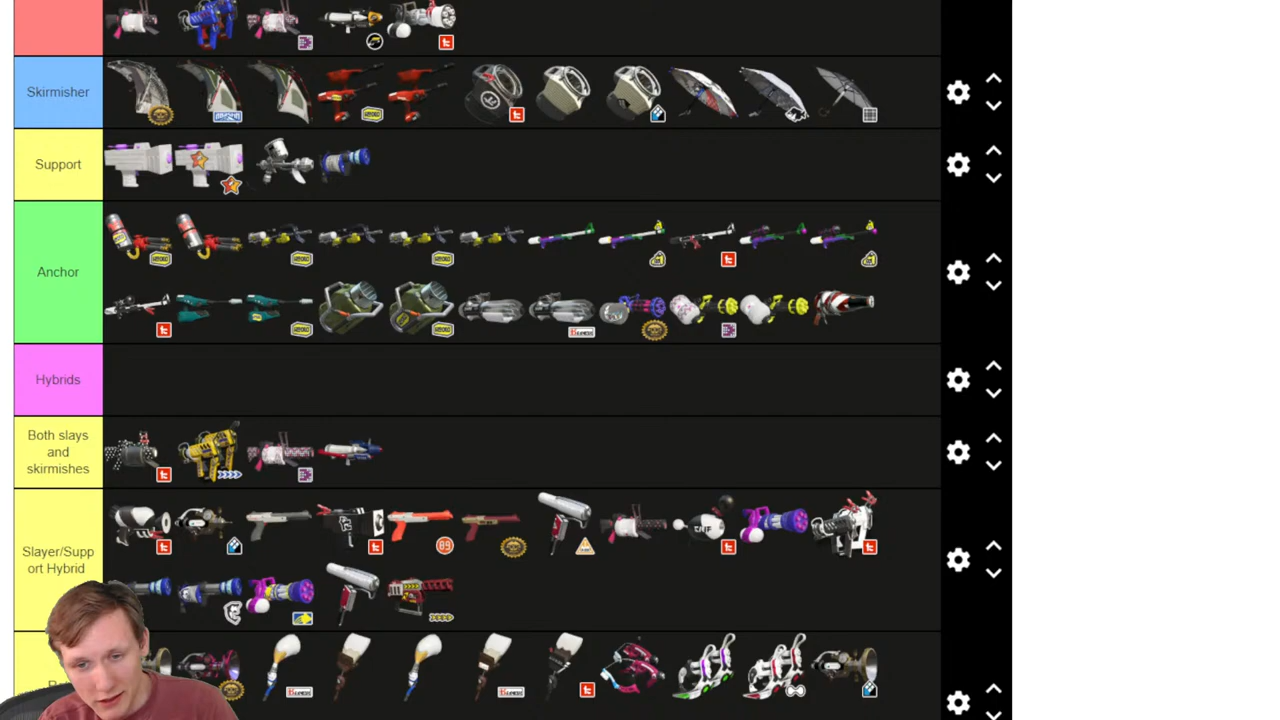 Skirmisher
Support
Anchor
Hybrids
Both slays
and
skirmishes
Slayer/Supp
ort Hybrid